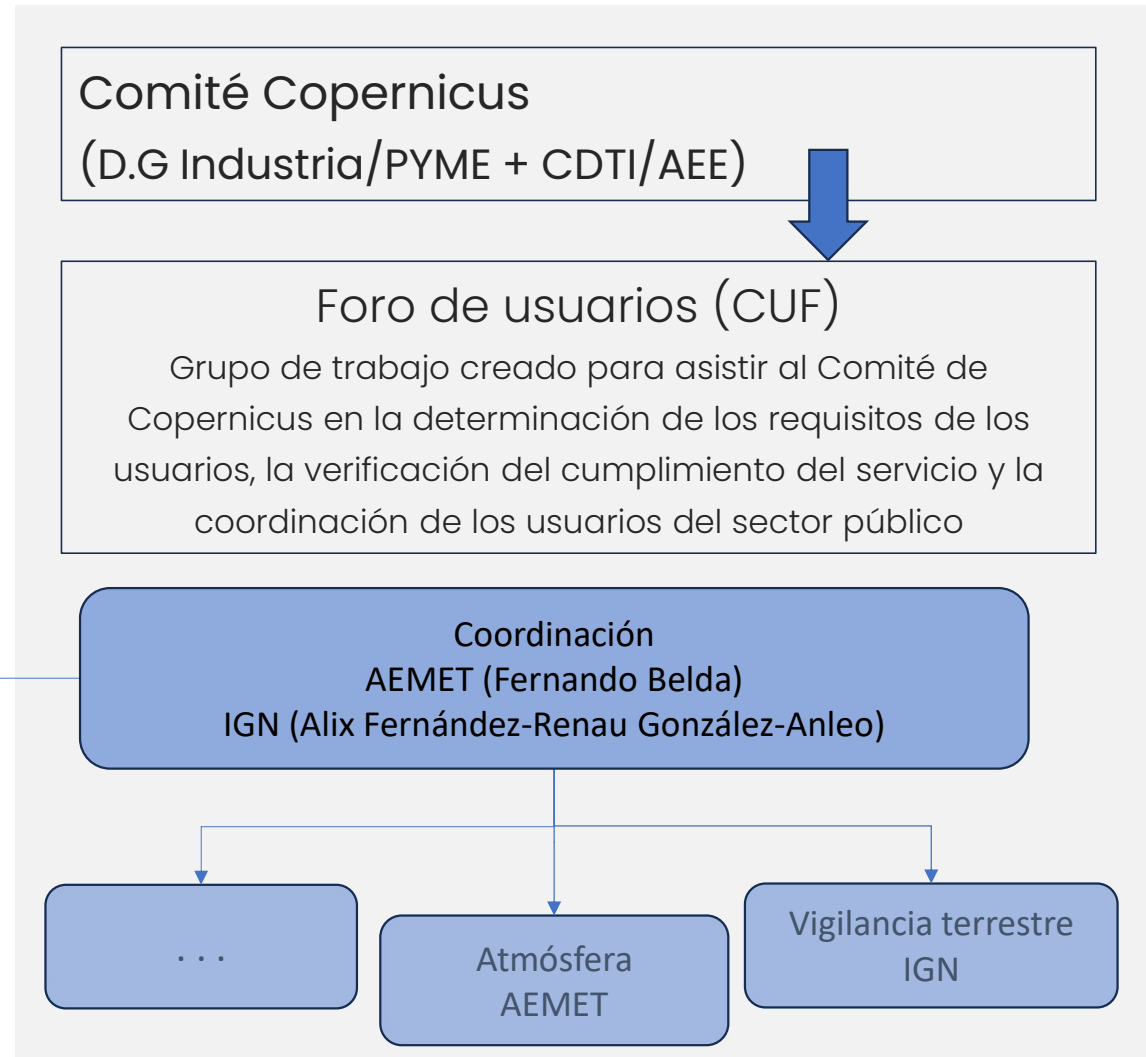 Comité Copernicus
(D.G Industria/PYME + CDTI/AEE)
Foro de usuarios (CUF)
Grupo de trabajo creado para asistir al Comité de
Copernicus en la determinación de los requisitos de los
usuarios, la verificación del cumplimiento del servicio y la
coordinación de los usuarios del sector público
Coordinación
AEMET (Fernando Belda)
IGN (Alix Fernández-Renau González-Anleo)
. . .
Atmósfera
AEMET
Vigilancia terrestre
IGN